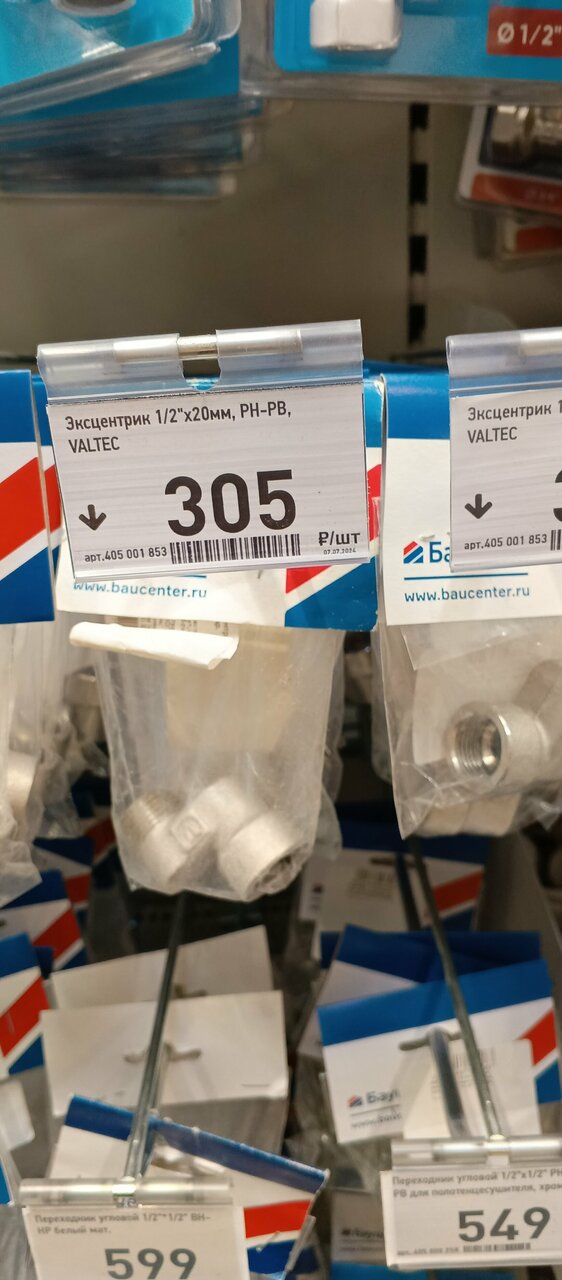 Ø 1/2"
Эксцентрик 1/2"х20мм, РН-РВ,
VALTEC
305
₽/шт
арт.405 001 853
07.07.2024
www.baucenter.ru
Эксцентрик
VALTEC
арт.405 001 853
www.baucenter.ru
Переходник угловой 1/2"*1/2" ВН-
НР белый мат.
599
Переходник угловой 1/2"х1/2" РН
РВ для полотенцесушителя, хром
549